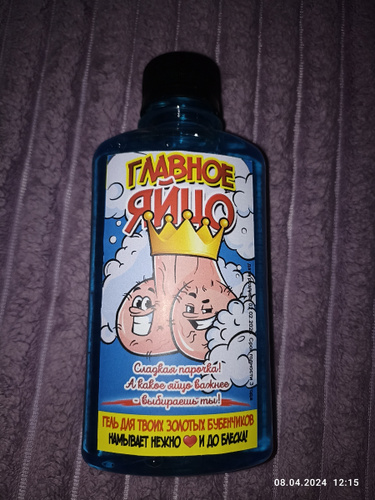 ГЛАВНОЕ
ЯЙЦО
Сладкая парочка!
А какое яйцо важнее
- выбираешь ты!
ГЕЛЬ ДЛЯ ТВОИХ ЗОЛОТЫХ БУБЕНЧИКОВ
НАМЫВАЕТ НЕЖНО И ДО БЛЕСКА!
08.04.2024 12:15